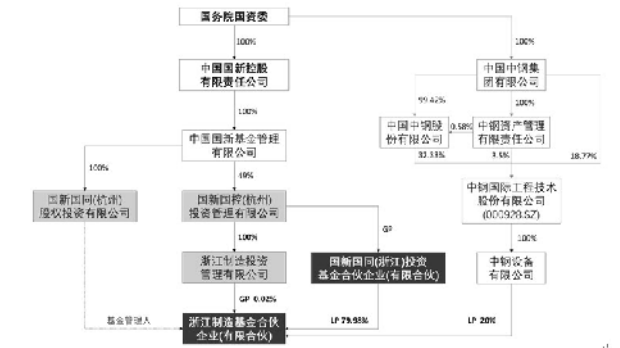 国务院国资委
100%
100%
中国国新控股
有限责任公司
中国中钢集
团有限公司
99.42%
100%
100%
中国中钢股
份有限公司
0.58%
中钢资产管理
有限责任公司
中国国新基金管理
有限公司
32.33%
3.5%
18.77%
100%
49%
国新国同(杭州)
股权投资有限公司
国新国控(杭州)
投资管理有限公司
中钢国际工程技术
股份有限公司
(000928.SZ)
GP
100%
100%
浙江制造投资
管理有限公司
国新国同(浙江)投资
基金合伙企业(有限合伙)
中钢设备
有限公司
GP 0.02%
基金管理人
浙江制造基金合伙
企业(有限合伙)
LP 79.98%
LP 20%